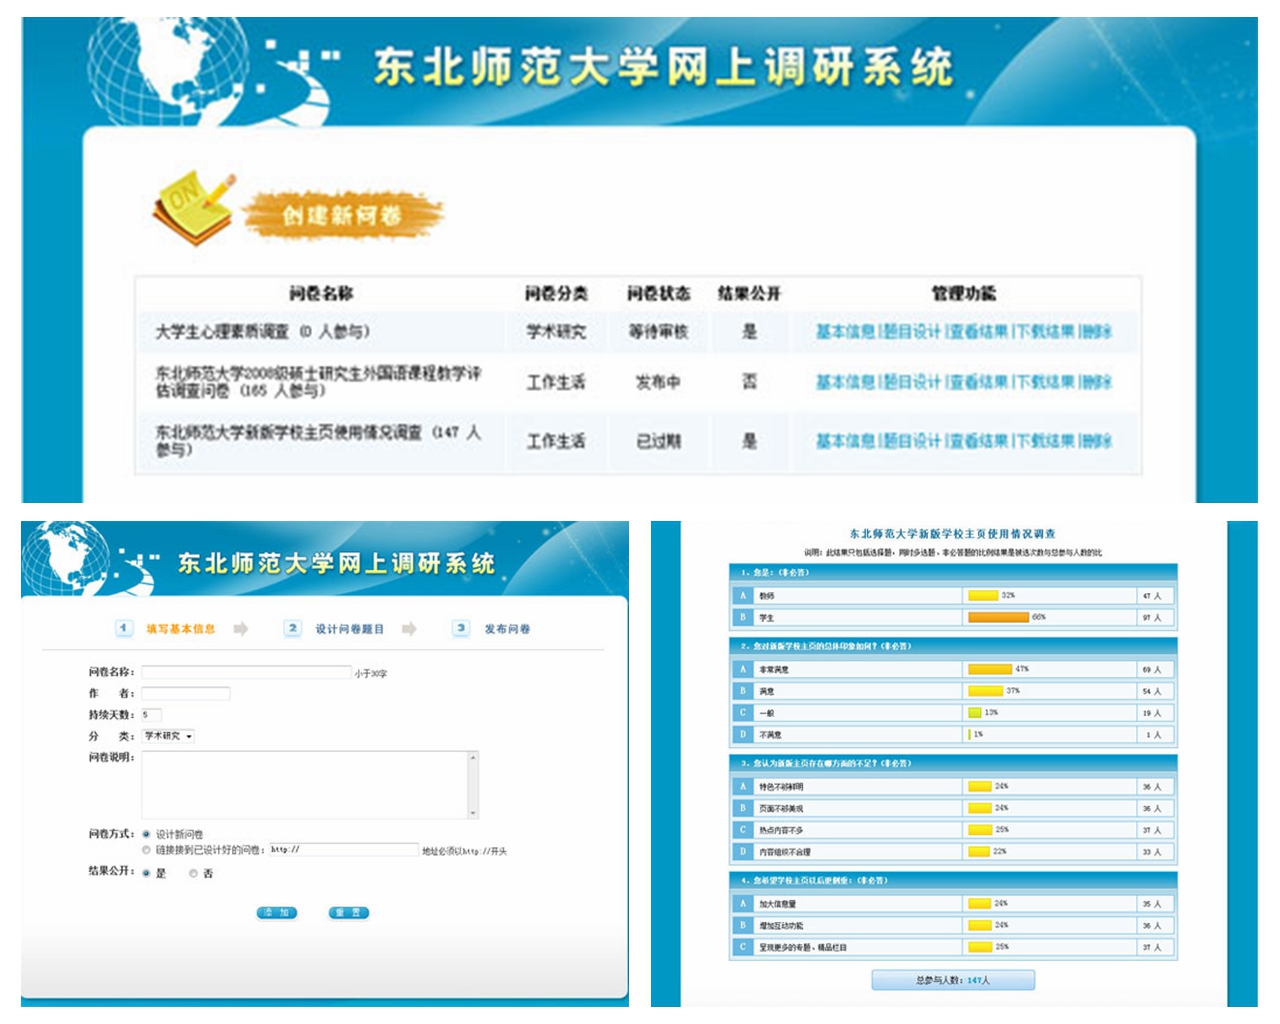 东北师范大学网上调研系统
ON
创建新问卷
问卷名称 问卷分类 问卷状态 结果公开 管理功能
大学生心理素质调查 (0 人参与) 学术研究 等待审核 是 基本信息|题目设计|查看结果|下载结果|删除
东北师范大学2008级硕士研究生外国语课程教学评
估调查问卷 (165 人参与) 工作生活 发布中 否 基本信息|题目设计|查看结果|下载结果|删除
东北师范大学新版学校主页使用情况调查 (147 人
参与) 工作生活 已过期 是 基本信息|题目设计|查看结果|下载结果|删除
东北师范大学网上调研系统
1 填写基本信息 2 设计问卷题目 3 发布问卷
问卷名称: 小于30字
作 者:
持续天数: 5
分 类: 学术研究
问卷说明:
问卷方式: 设计新问卷
链接接到已设计好的问卷: http:// 地址必须以http://开头
结果公开: 是 否
添 加 重 置
东北师范大学新版学校主页使用情况调查
说明: 此结果只包括选择题, 同时多选题、非必答题的比例结果是被选次数与总参与人数的比
1. 您是: (非必答)
A 教师 32% 47 人
B 学生 66% 97 人
2. 您对新版学校主页的总体印象如何? (非必答)
A 非常满意 47% 69 人
B 满意 37% 54 人
C 一般 13% 19 人
D 不满意 1% 1 人
3. 您认为新版主页存在哪方面的不足? (非必答)
A 特色不够鲜明 24% 36 人
B 页面不够美观 24% 36 人
C 热点内容不多 25% 37 人
D 内容组织不合理 22% 33 人
4. 您希望学校主页以后更侧重: (非必答)
A 加大信息量 24% 35 人
B 增加互动功能 24% 36 人
C 呈现更多的专题、精品栏目 25% 37 人
总参与人数: 147人